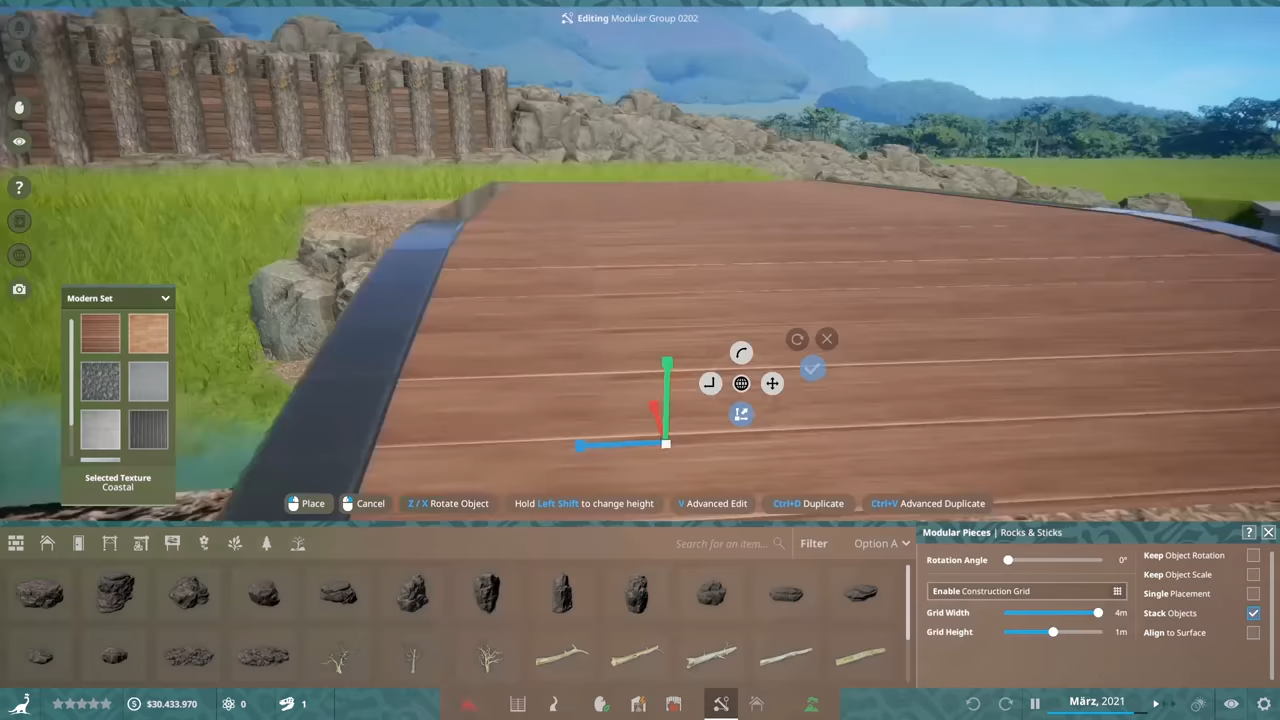 Editing Modular Group 0202
?
Modern Set
Selected Texture
Coastal
Place
Cancel
Z / X Rotate Object
Hold Left Shift to change height
V Advanced Edit
Ctrl+D Duplicate
Ctrl+V Advanced Duplicate
Search for an item...
Filter
Option A
Modular Pieces | Rocks & Sticks
?
Rotation Angle
0°
Enable Construction Grid
Grid Width
4m
Grid Height
1m
Keep Object Rotation
Keep Object Scale
Single Placement
Stack Objects
Align to Surface
$30.433.970
0
1
März, 2021